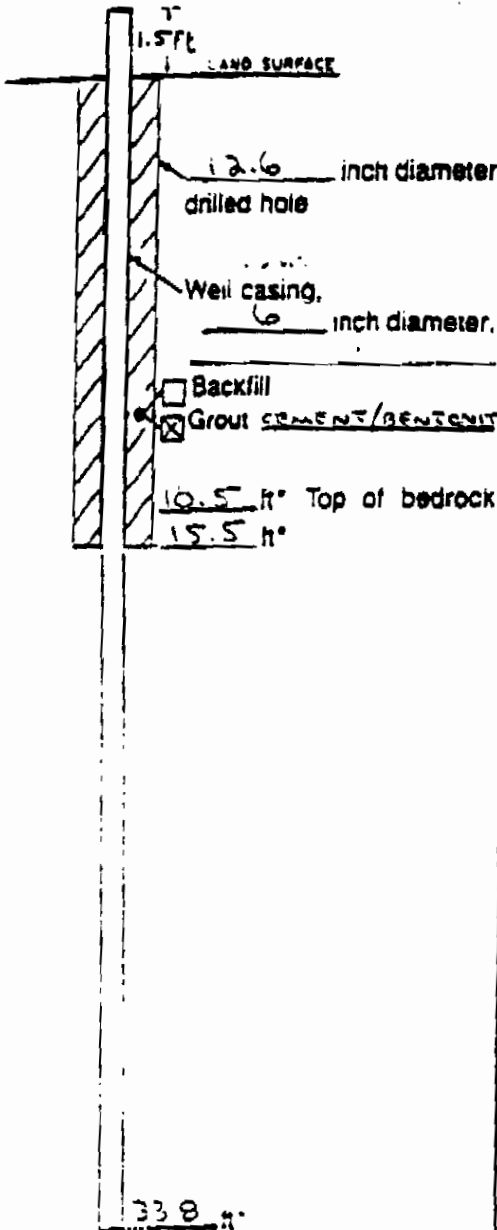 1.5ft
LAND SURFACE
12.6 inch diameter
drilled hole
Well casing,
6 inch diameter.
Backfill
Grout CEMENT/BENTONIT
10.5 ft* Top of bedrock
15.5 ft*
33.8 ft*